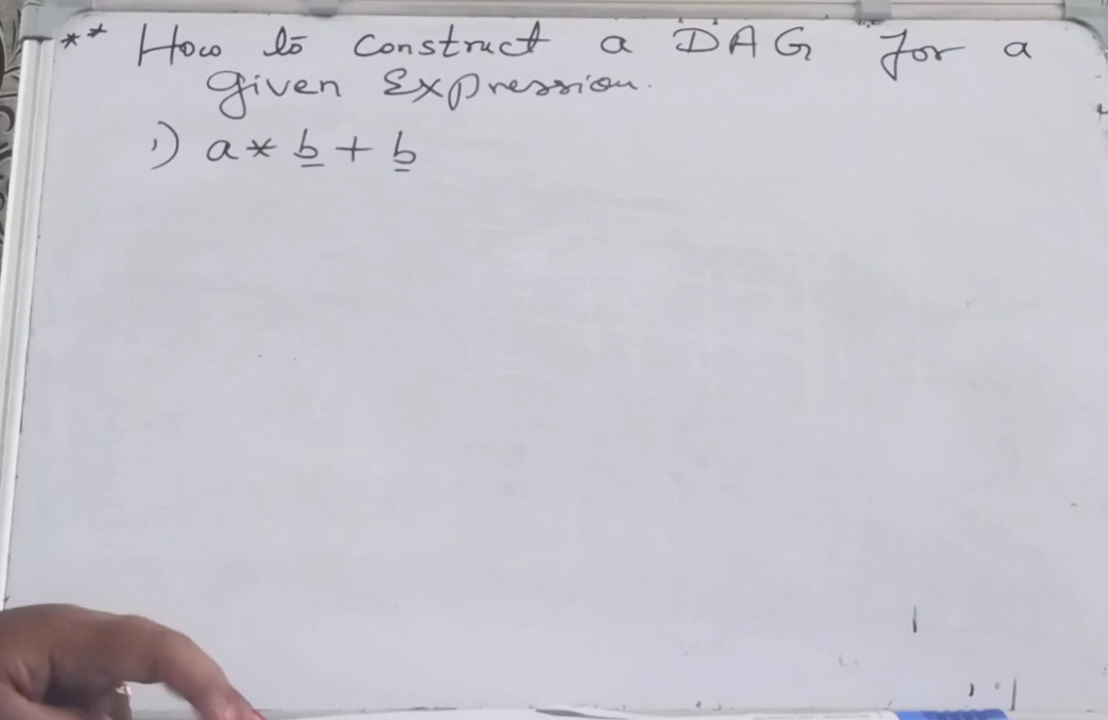 ** How to construct a DAG for a
given Expression.
1) a * b + b